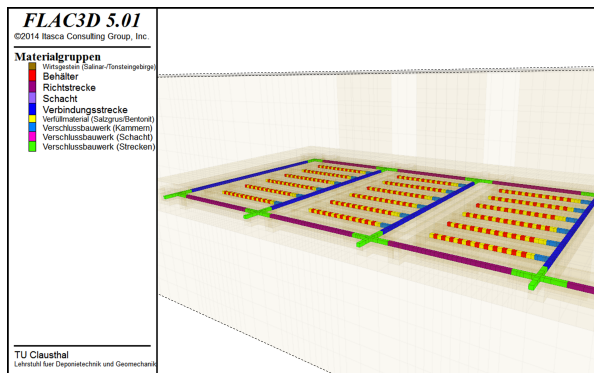 FLAC3D 5.01
©2014 Itasca Consulting Group, Inc.
Materialgruppen
Wirtsgestein (Salinar-/Tonsteingebirge)
Behälter
Richtstrecke
Schacht
Verbindungsstrecke
Verfüllmaterial (Salzgrus/Bentonit)
Verschlussbauwerk (Kammern)
Verschlussbauwerk (Schacht)
Verschlussbauwerk (Strecken)
TU Clausthal
Lehrstuhl fuer Deponietechnik und Geomechanik